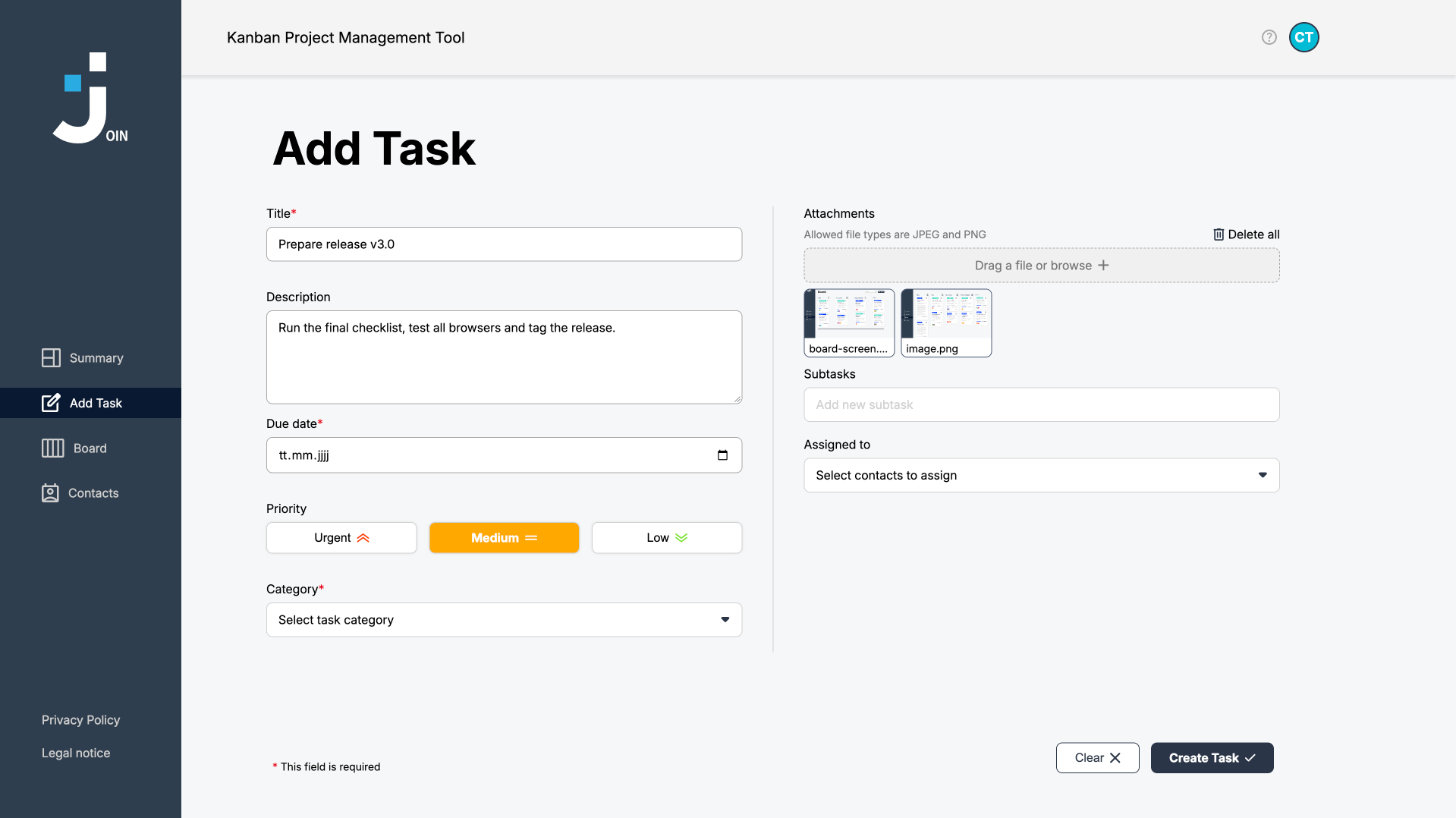 OIN
Summary
Add Task
Board
Contacts
Privacy Policy
Legal notice
Kanban Project Management Tool
?
CT
Add Task
Title*
Prepare release v3.0
Description
Run the final checklist, test all browsers and tag the release.
Due date*
tt.mm.jjjj
Priority
Urgent
Medium
Low
Category*
Select task category
Attachments
Allowed file types are JPEG and PNG
Delete all
Drag a file or browse
board-screen....
image.png
Subtasks
Add new subtask
Assigned to
Select contacts to assign
* This field is required
Clear
Create Task